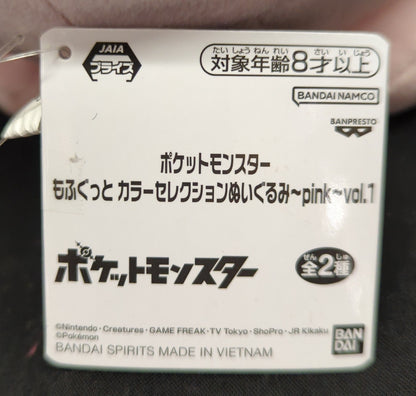 JAIA
プライズ
たいしょうねんれい さいいじょう
対象年齢8才以上
BANDAI NAMCO
BANPRESTO
ポケットモンスター
もふぐっと カラーセレクションぬいぐるみ～pink～vol.1
ポケットモンスター
ぜん しゅ
全2種
©Nintendo・Creatures・GAME FREAK・TV Tokyo・ShoPro・JR Kikaku
©Pokémon
BANDAI SPIRITS MADE IN VIETNAM
BAN
DAI